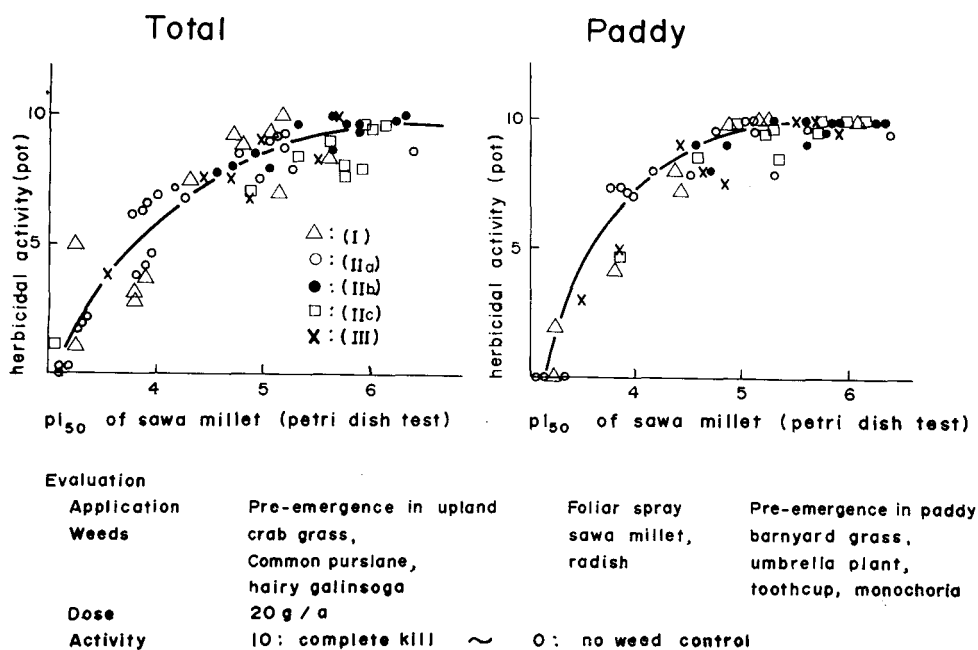 Total
Paddy
herbicidal activity (pot)
10
5
0
4
5
6
pI50 of sawa millet (petri dish test)
△ : (I)
○ : (IIa)
● : (IIb)
□ : (IIc)
X : (III)
herbicidal activity (pot)
10
5
0
4
5
6
pI50 of sawa millet (petri dish test)
Evaluation
Application Pre-emergence in upland Foliar spray Pre-emergence in paddy
Weeds crab grass, sawa millet, barnyard grass,
Common purslane, radish umbrella plant,
hairy galinsoga toothcup, monochoria
Dose 20 g / a
Activity 10: complete kill ~ 0: no weed control